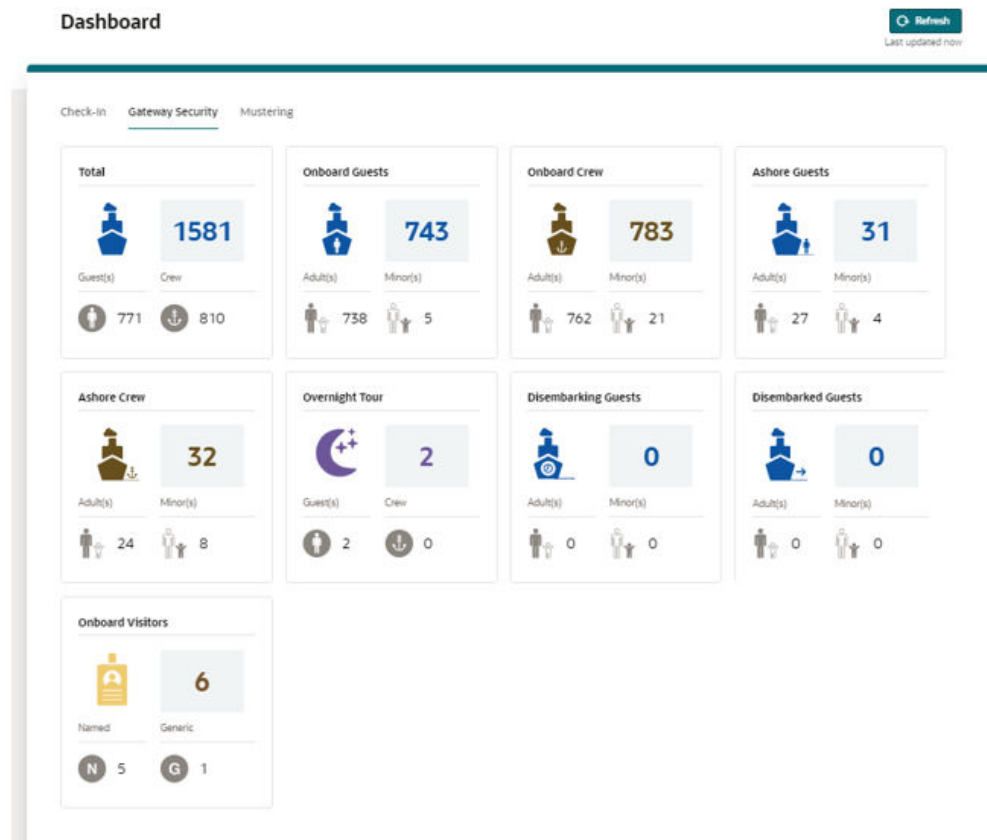 Dashboard
Refresh
Last updated now
Check-In Gateway Security Mustering
Total
1581
Guest(s) Crew
771 810
Onboard Guests
743
Adult(s) Minor(s)
738 5
Onboard Crew
783
Adult(s) Minor(s)
762 21
Ashore Guests
31
Adult(s) Minor(s)
27 4
Ashore Crew
32
Adult(s) Minor(s)
24 8
Overnight Tour
2
Guest(s) Crew
2 0
Disembarking Guests
0
Adult(s) Minor(s)
0 0
Disembarked Guests
0
Adult(s) Minor(s)
0 0
Onboard Visitors
6
Named Generic
N 5 G 1